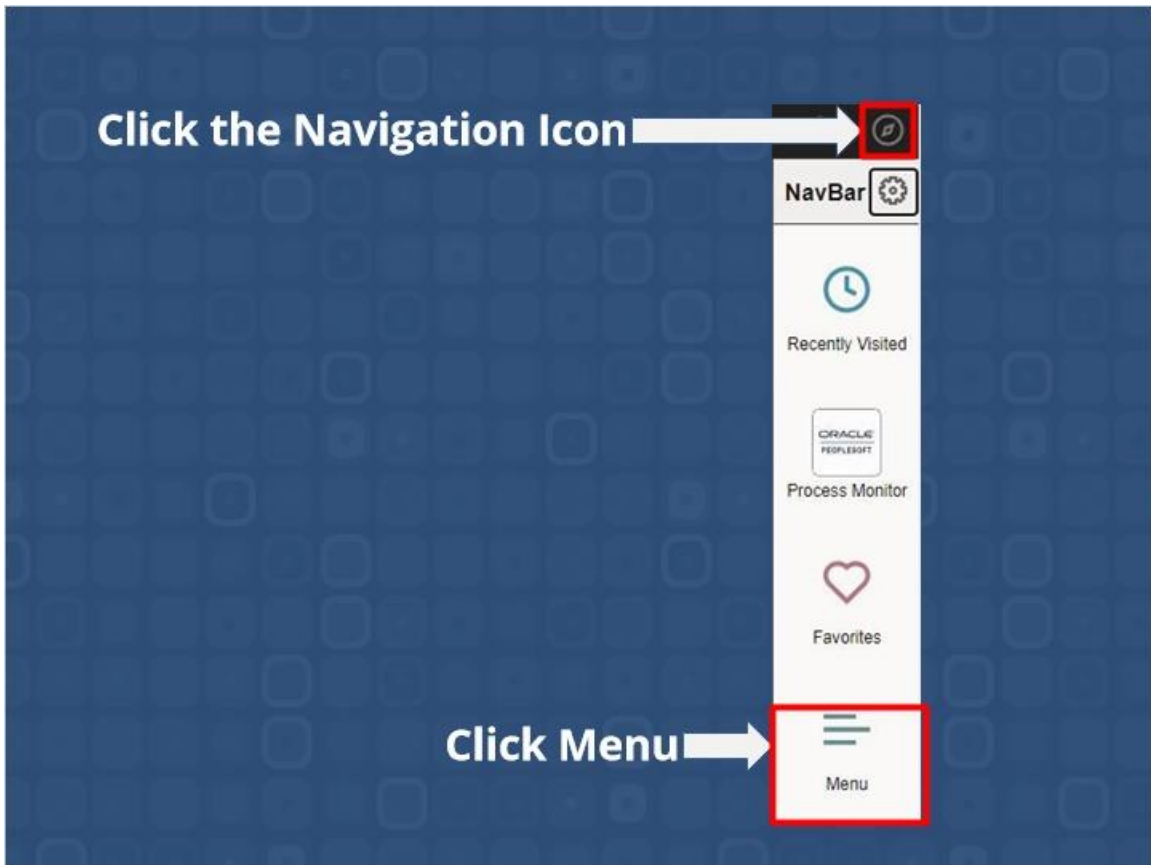 Click the Navigation Icon
NavBar
Recently Visited
ORACLE
PEOPLESOFT
Process Monitor
Favorites
Click Menu
Menu